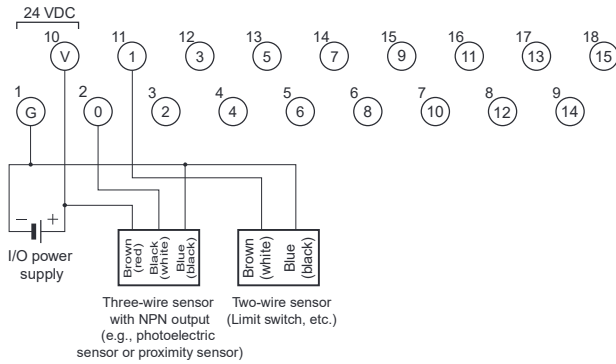 24 VDC
10 11 12 13 14 15 16 17 18
V 1 3 5 7 9 11 13 15
1 2 3 4 5 6 7 8 9
G 0 2 4 6 8 10 12 14
− +
I/O power
supply
Brown
(red)
Black
(white)
Blue
(black)
Brown
(white)
Blue
(black)
Three-wire sensor
with NPN output
(e.g., photoelectric
sensor or proximity sensor)
Two-wire sensor
(Limit switch, etc.)